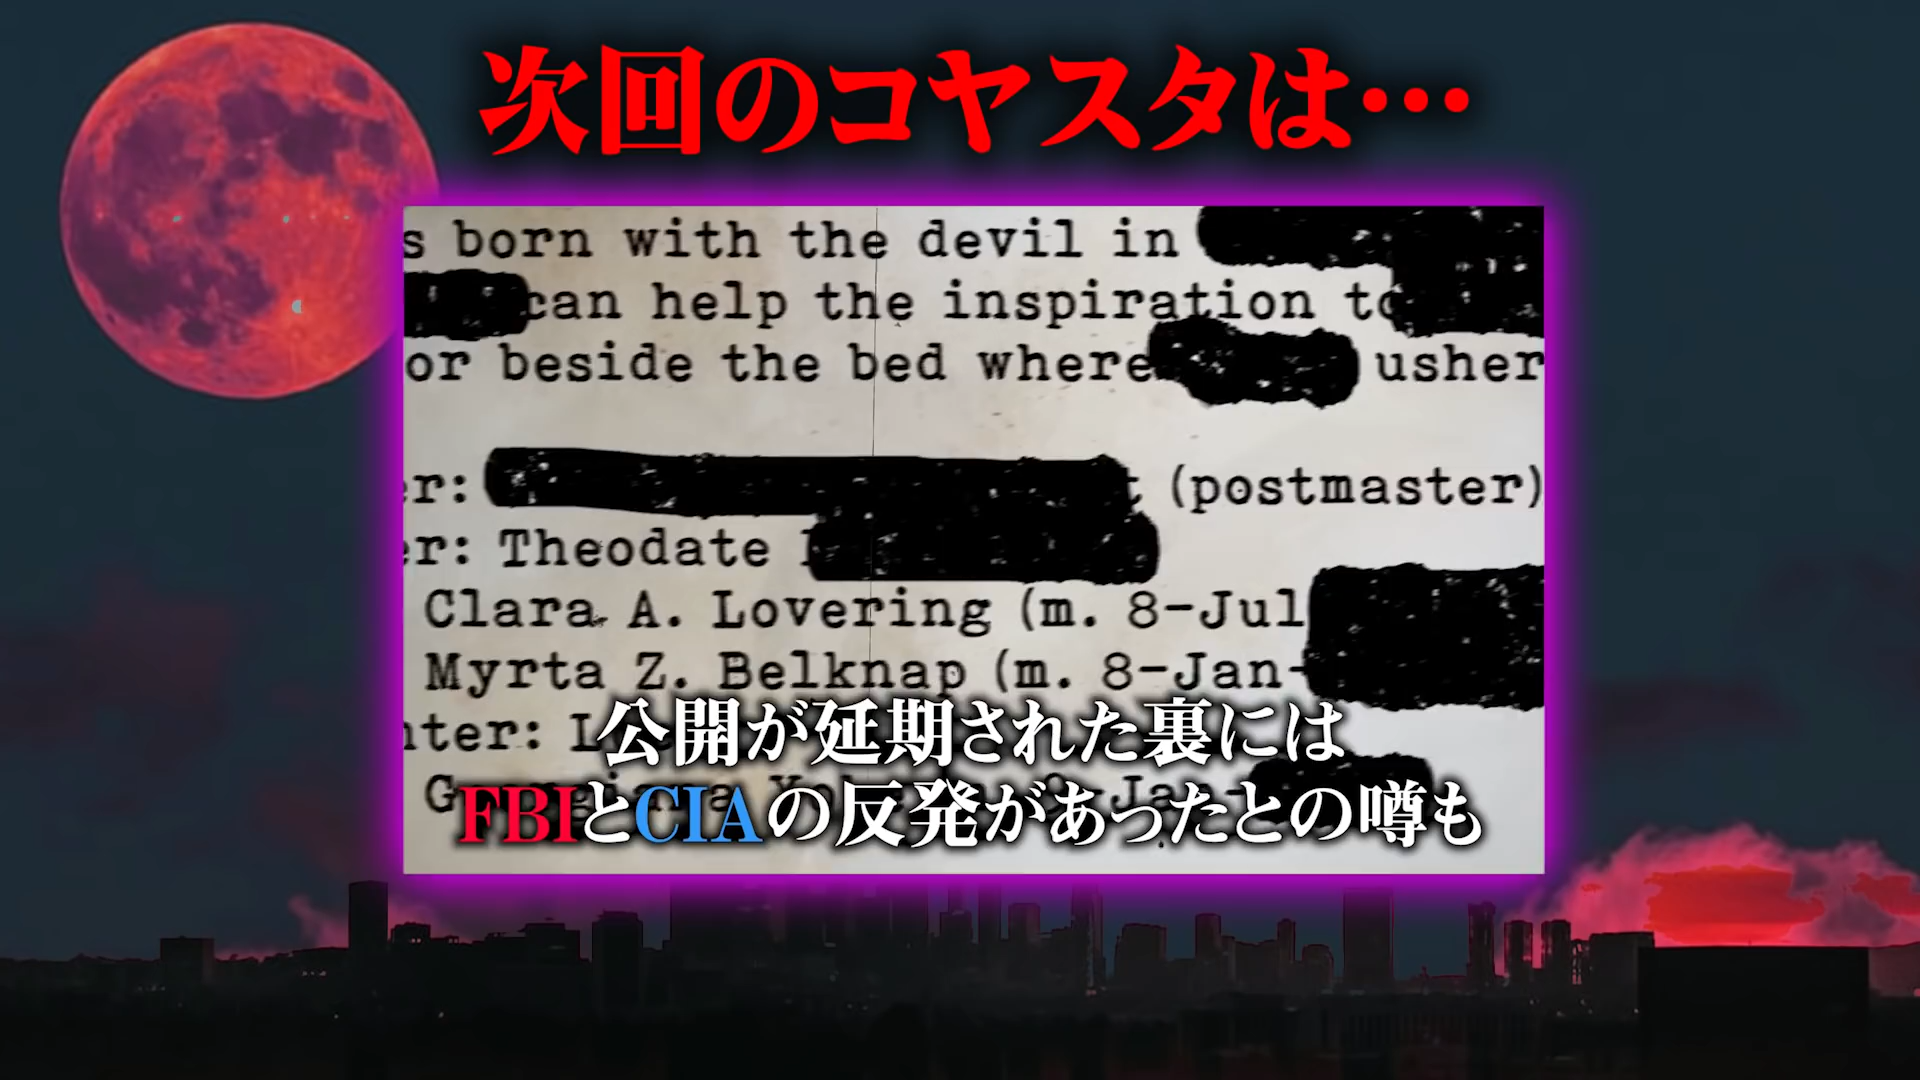 次回のコヤスタは…
s born with the devil in
can help the inspiration to
or beside the bed where usher
er: (postmaster)
er: Theodate
Clara A. Lovering (m. 8-Jul
Myrta Z. Belknap (m. 8-Jan-
hter:
公開が延期された裏には
FBIとCIAの反発があったとの噂も